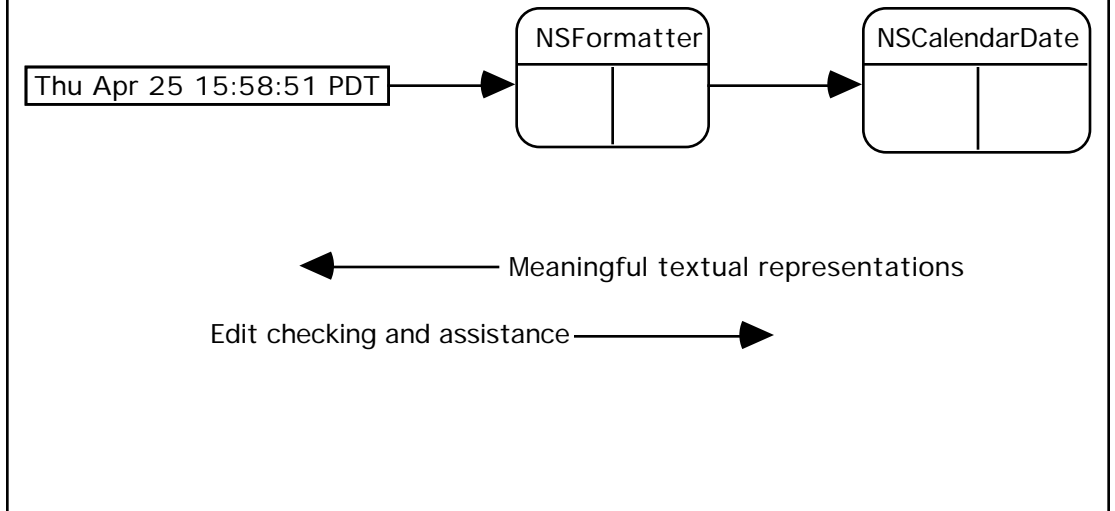 NSFormatter
NSCalendarDate
Thu Apr 25 15:58:51 PDT
Meaningful textual representations
Edit checking and assistance